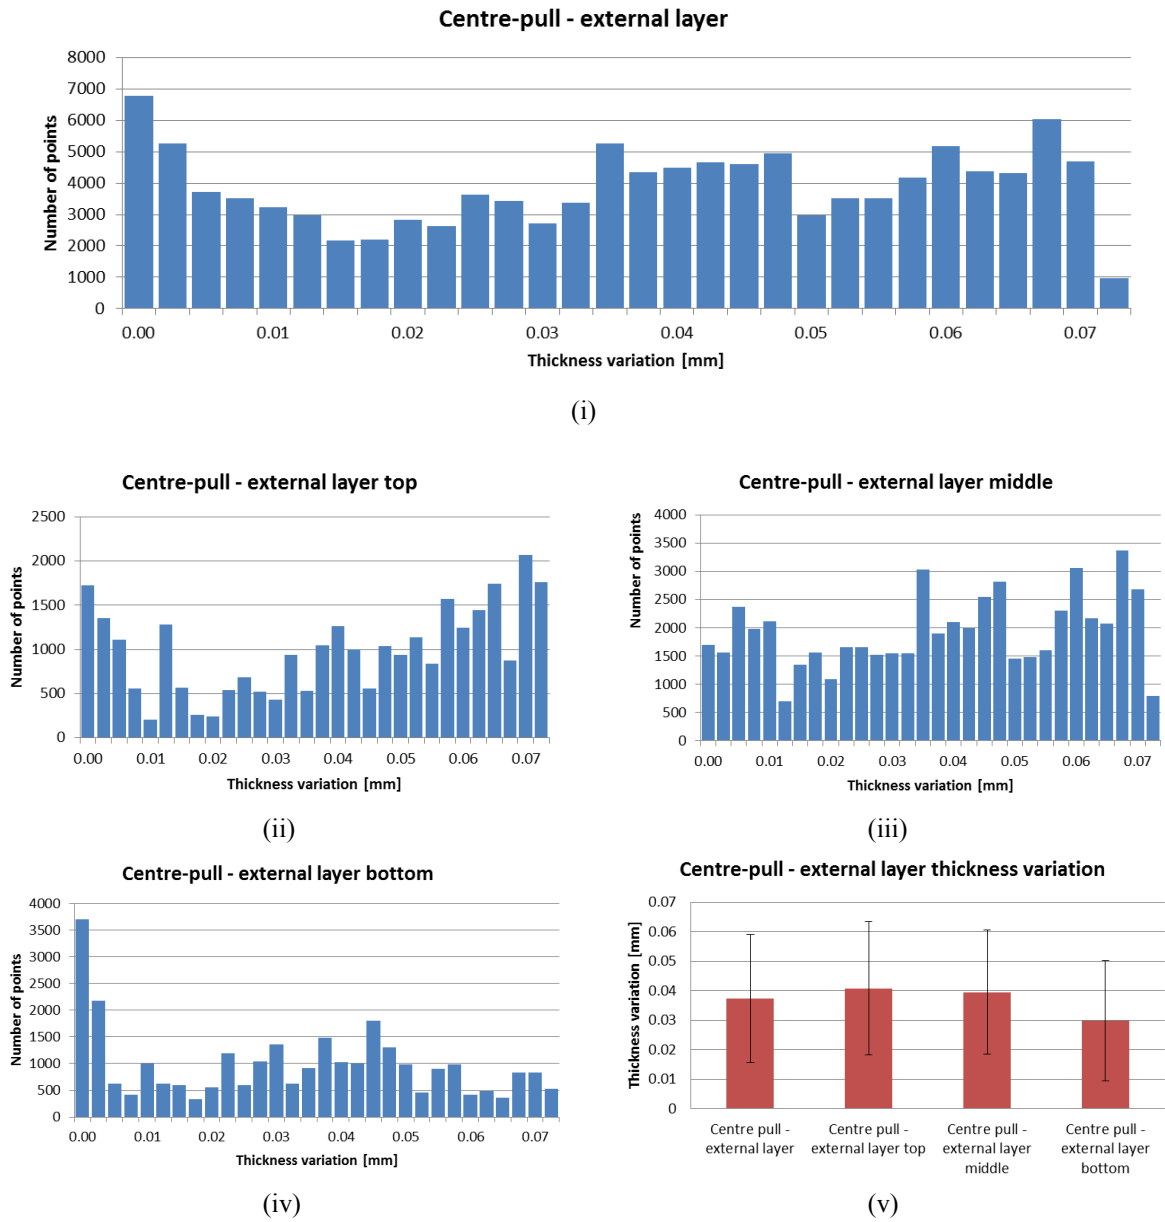 Centre-pull - external layer
8000
7000
6000
5000
4000
3000
2000
1000
0
Number of points
0.00 0.01 0.02 0.03 0.04 0.05 0.06 0.07
Thickness variation [mm]
(i)
Centre-pull - external layer top
2500
2000
1500
1000
500
0
Number of points
0.00 0.01 0.02 0.03 0.04 0.05 0.06 0.07
Thickness variation [mm]
(ii)
Centre-pull - external layer middle
4000
3500
3000
2500
2000
1500
1000
500
0
Number of points
0.00 0.01 0.02 0.03 0.04 0.05 0.06 0.07
Thickness variation [mm]
(iii)
Centre-pull - external layer bottom
4000
3500
3000
2500
2000
1500
1000
500
0
Number of points
0.00 0.01 0.02 0.03 0.04 0.05 0.06 0.07
Thickness variation [mm]
(iv)
Centre-pull - external layer thickness variation
0.07
0.06
0.05
0.04
0.03
0.02
0.01
0
Thickness variation [mm]
Centre pull -
external layer
Centre pull -
external layer top
Centre pull -
external layer
middle
Centre pull -
external layer
bottom
(v)